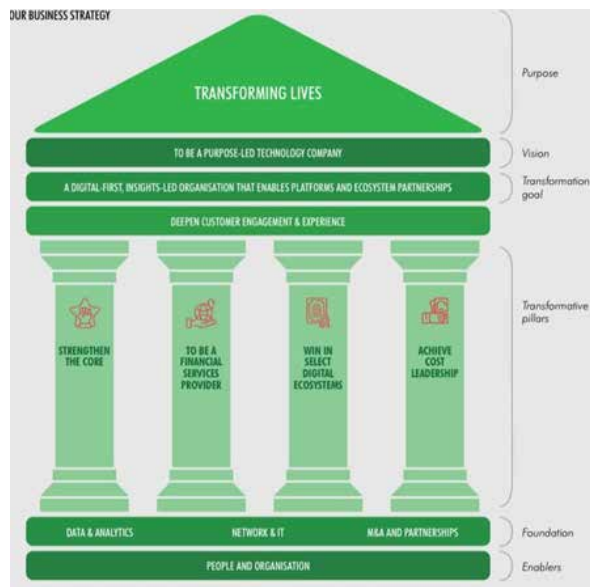 OUR BUSINESS STRATEGY
TRANSFORMING LIVES
Purpose
TO BE A PURPOSE-LED TECHNOLOGY COMPANY
Vision
A DIGITAL-FIRST, INSIGHTS-LED ORGANISATION THAT ENABLES PLATFORMS AND ECOSYSTEM PARTNERSHIPS
Transformation
goal
DEEPEN CUSTOMER ENGAGEMENT & EXPERIENCE
STRENGTHEN
THE CORE
TO BE A
FINANCIAL
SERVICES
PROVIDER
WIN IN
SELECT
DIGITAL
ECOSYSTEMS
ACHIEVE
COST
LEADERSHIP
Transformative
pillars
DATA & ANALYTICS
NETWORK & IT
M&A AND PARTNERSHIPS
Foundation
PEOPLE AND ORGANISATION
Enablers